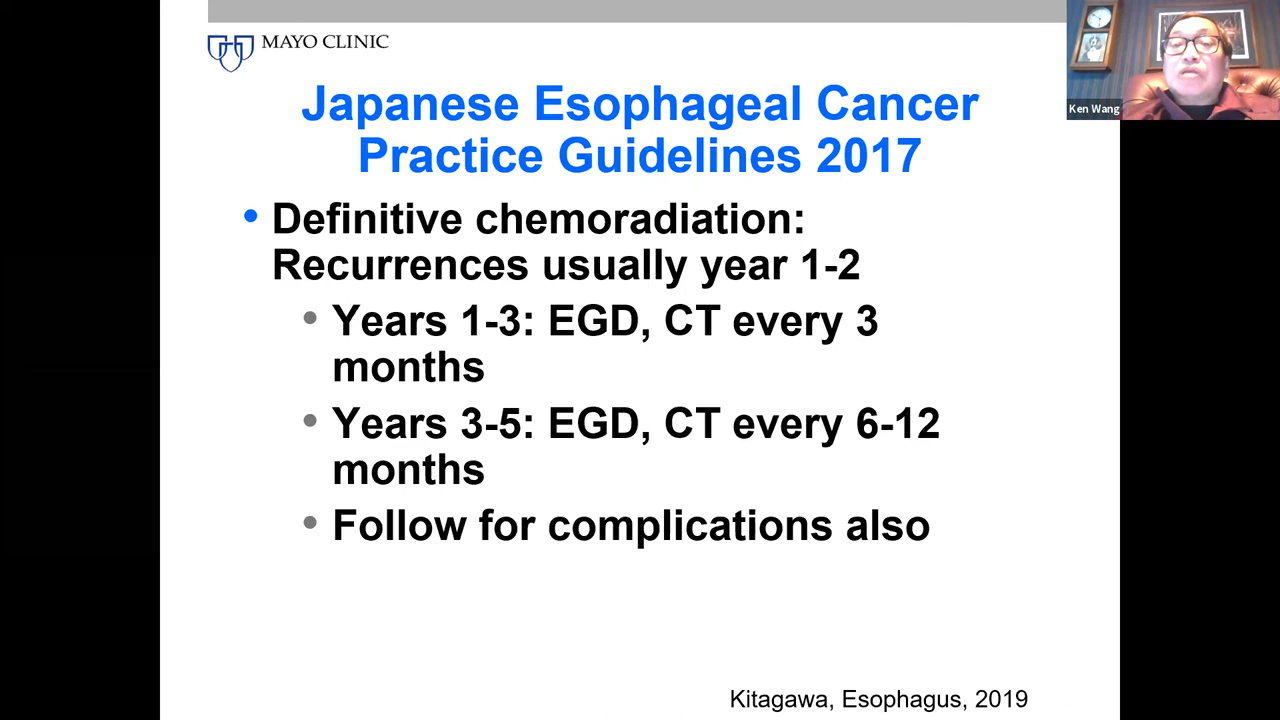 MAYO CLINIC
Japanese Esophageal Cancer
Practice Guidelines 2017
• Definitive chemoradiation:
Recurrences usually year 1-2
• Years 1-3: EGD, CT every 3
months
• Years 3-5: EGD, CT every 6-12
months
• Follow for complications also
Kitagawa, Esophagus, 2019
Ken Wang